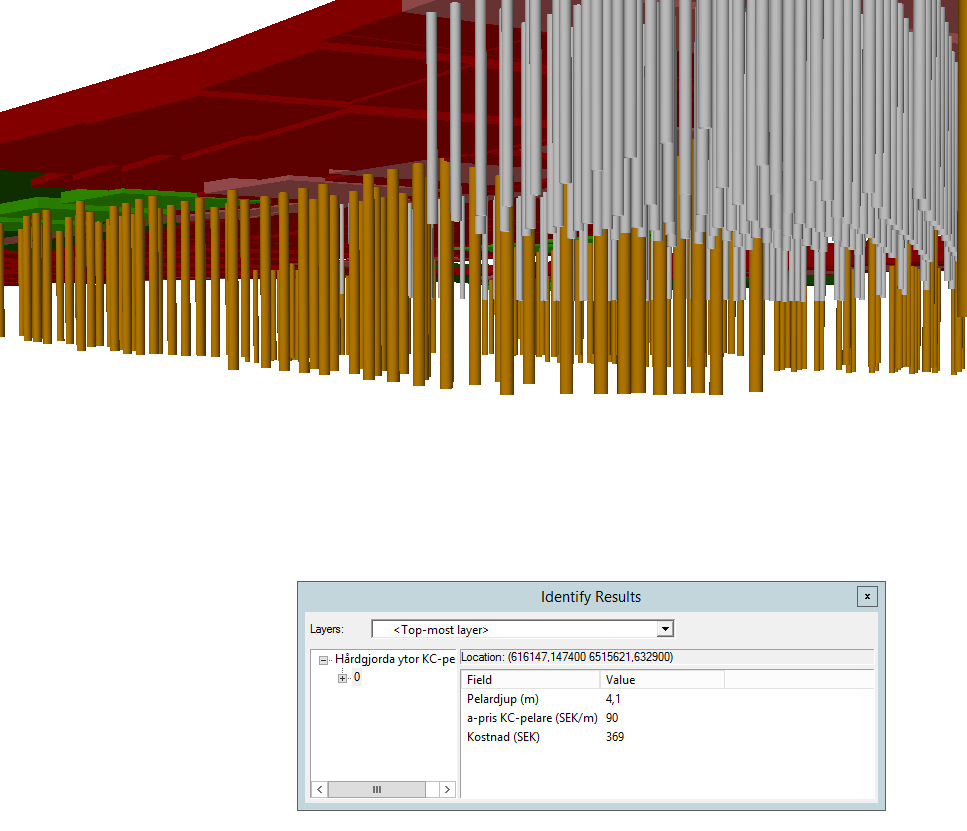 Identify Results
x
Layers:
<Top-most layer>
Hårdgjorda ytor KC-pe
0
Location: (616147,147400 6515621,632900)
Field Value
Pelardjup (m) 4,1
a-pris KC-pelare (SEK/m) 90
Kostnad (SEK) 369